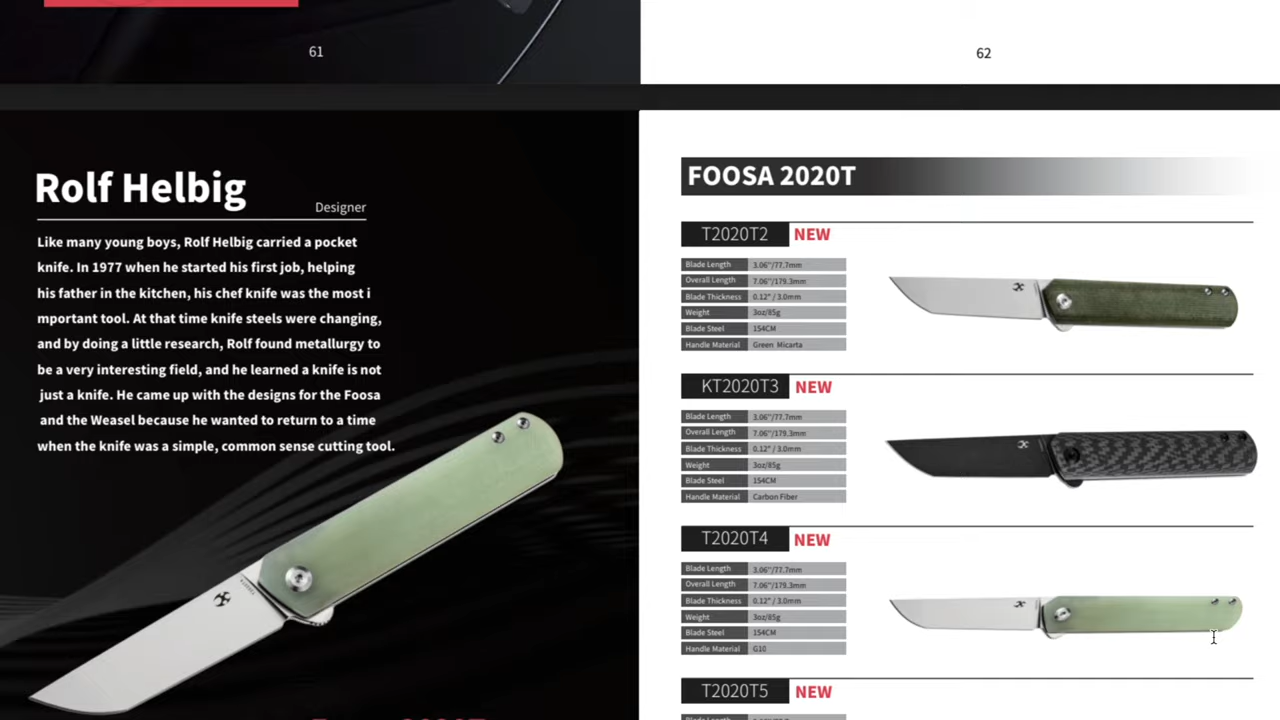 61
62
Rolf Helbig
Designer
Like many young boys, Rolf Helbig carried a pocket
knife. In 1977 when he started his first job, helping
his father in the kitchen, his chef knife was the most i
mportant tool. At that time knife steels were changing,
and by doing a little research, Rolf found metallurgy to
be a very interesting field, and he learned a knife is not
just a knife. He came up with the designs for the Foosa
and the Weasel because he wanted to return to a time
when the knife was a simple, common sense cutting tool.
FOOSA 2020T
T2020T2 NEW
Blade Length 3.06"/77.7mm
Overall Length 7.06"/179.3mm
Blade Thickness 0.12" / 3.0mm
Weight 3oz/85g
Blade Steel 154CM
Handle Material Green Micarta
KT2020T3 NEW
Blade Length 3.06"/77.7mm
Overall Length 7.06"/179.3mm
Blade Thickness 0.12" / 3.0mm
Weight 3oz/85g
Blade Steel 154CM
Handle Material Carbon Fiber
T2020T4 NEW
Blade Length 3.06"/77.7mm
Overall Length 7.06"/179.3mm
Blade Thickness 0.12" / 3.0mm
Weight 3oz/85g
Blade Steel 154CM
Handle Material G10
T2020T5 NEW